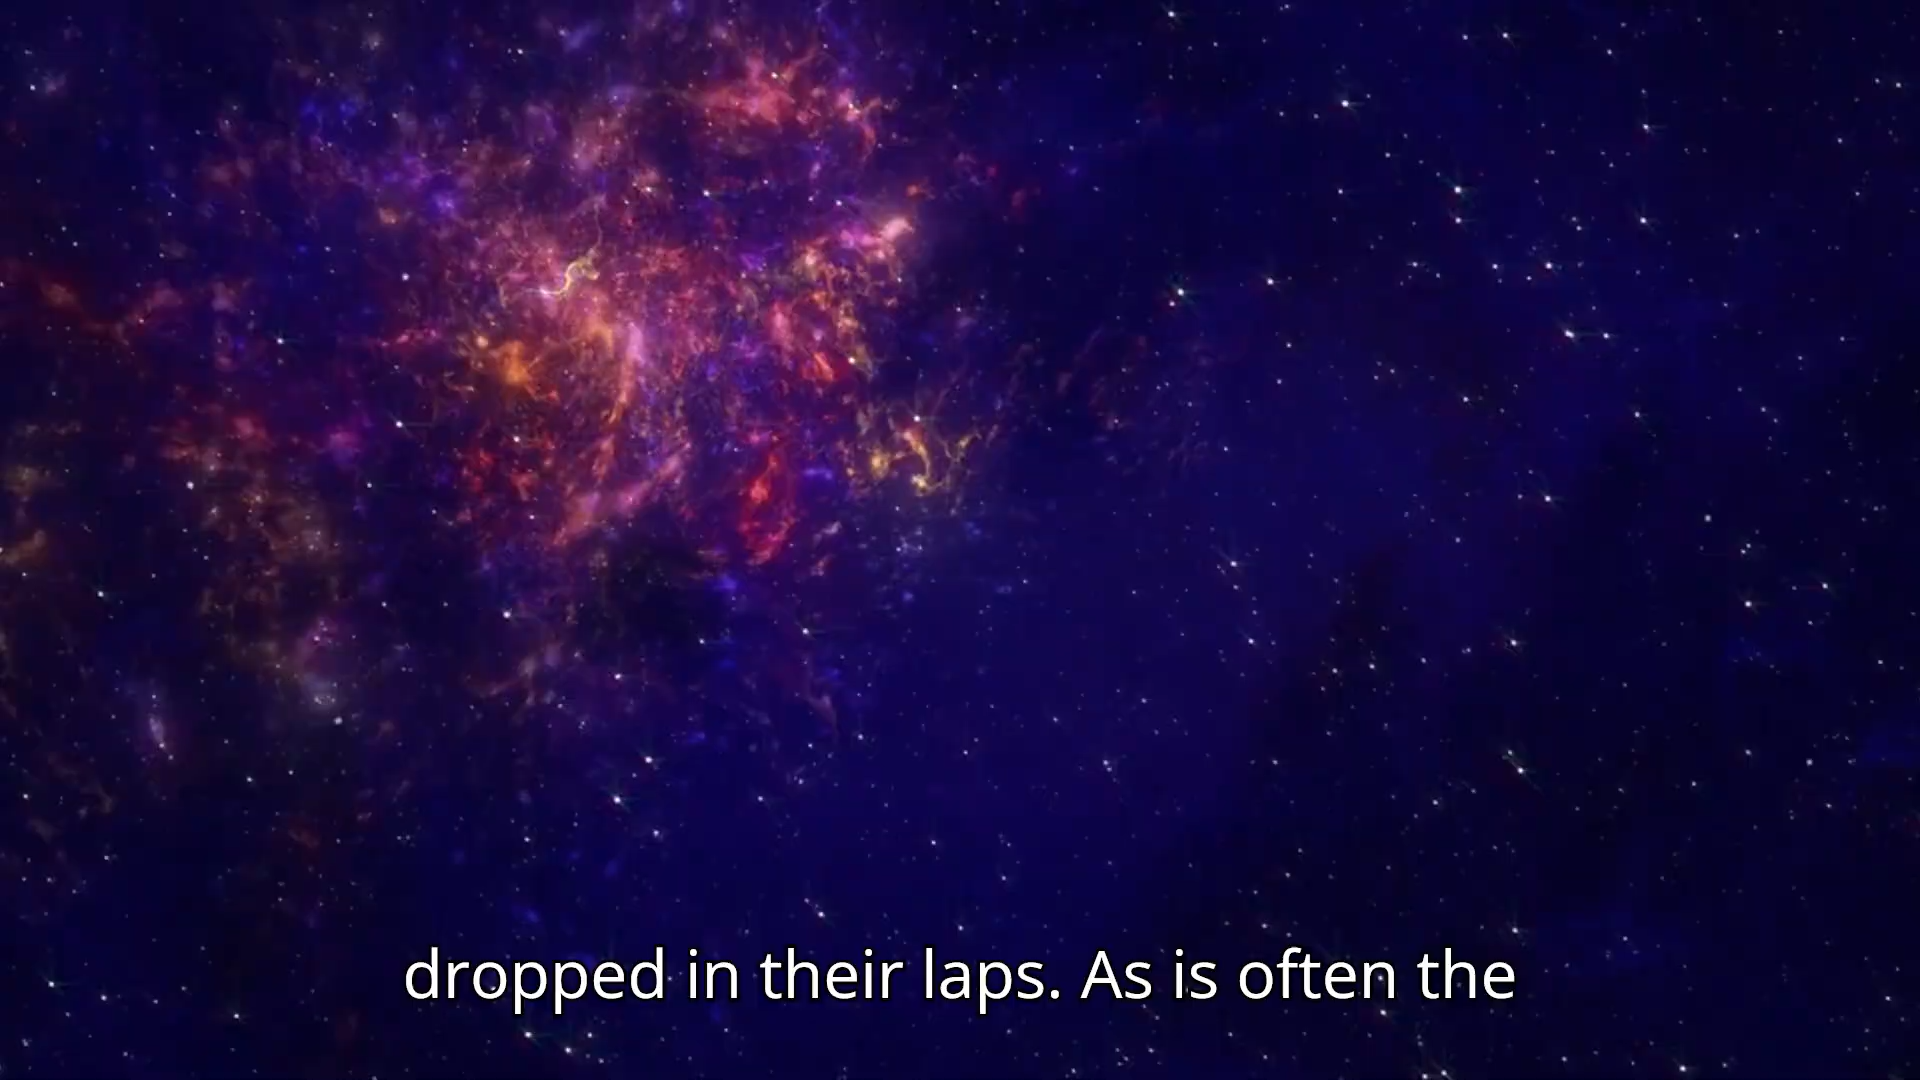 dropped in their laps. As is often the